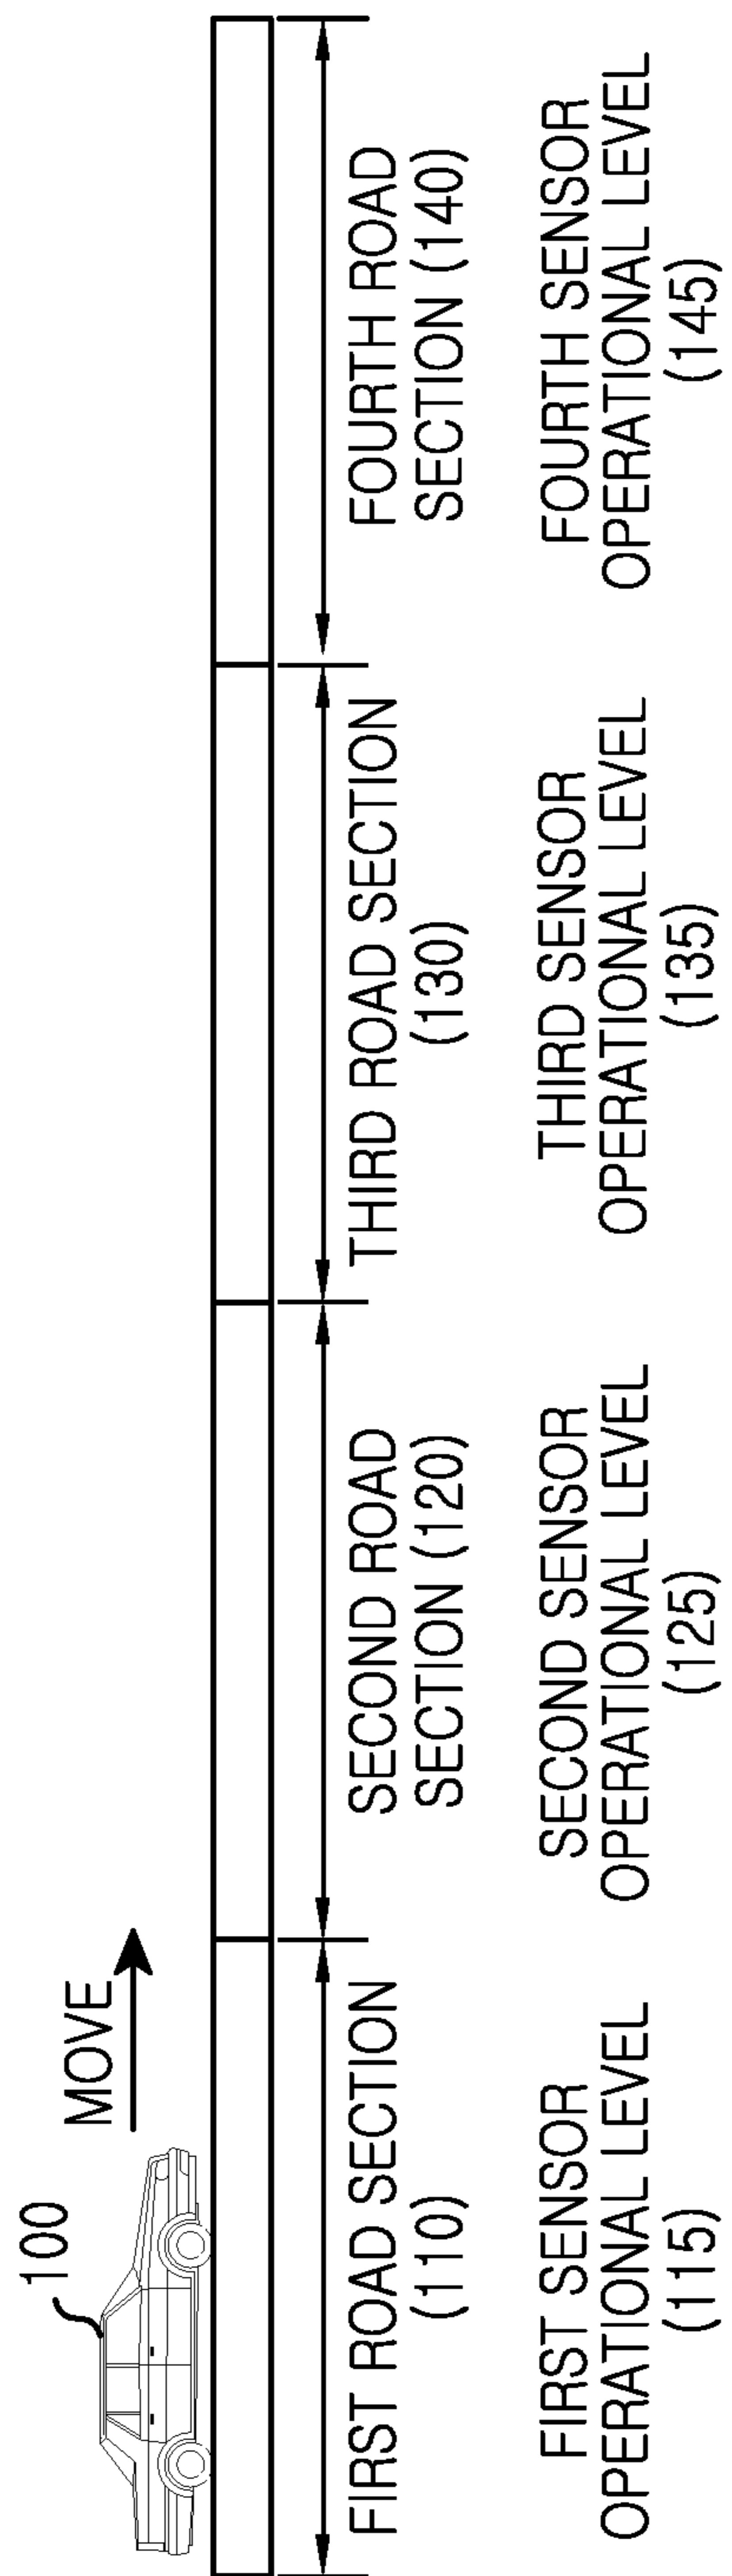 100
MOVE
FIRST ROAD SECTION
(110)
SECOND ROAD
SECTION (120)
THIRD ROAD SECTION
(130)
FOURTH ROAD
SECTION (140)
FIRST SENSOR
OPERATIONAL LEVEL
(115)
SECOND SENSOR
OPERATIONAL LEVEL
(125)
THIRD SENSOR
OPERATIONAL LEVEL
(135)
FOURTH SENSOR
OPERATIONAL LEVEL
(145)